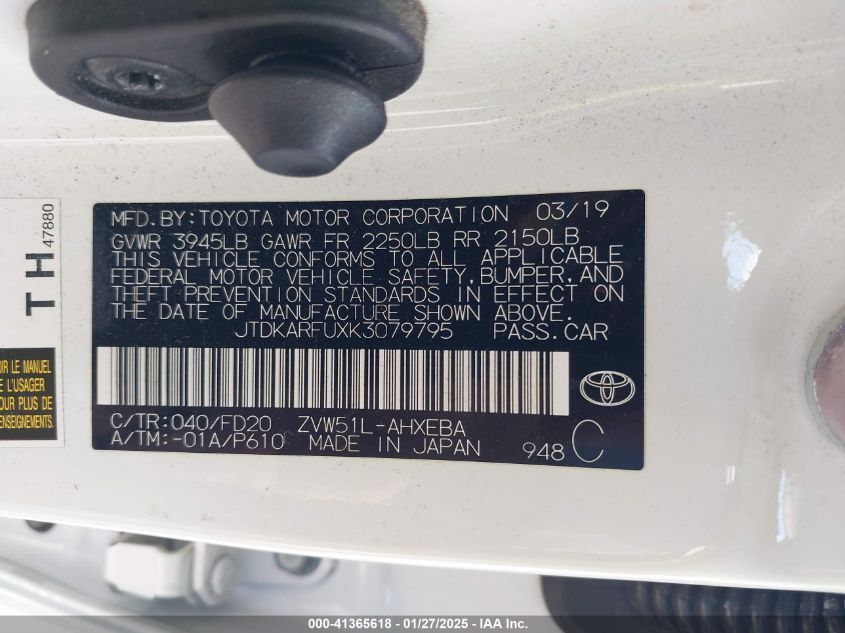 MFD.BY:TOYOTA MOTOR CORPORATION 03/19
GVWR 3945LB GAWR FR 2250LB RR 2150LB
THIS VEHICLE CONFORMS TO ALL APPLICABLE
FEDERAL MOTOR VEHICLE SAFETY, BUMPER, AND
THEFT PREVENTION STANDARDS IN EFFECT ON
THE DATE OF MANUFACTURE SHOWN ABOVE.
JTDKARFUXK3079795 PASS.CAR
C/TR:040/FD20 ZVW51L-AHXEBA
A/TM:-01A/P610 MADE IN JAPAN 948 C
TH
47880
IR LE MANUEL
L'USAGER
POUR PLUS DE
ENSEIGNEMENTS.
000-41365618 - 01/27/2025 - IAA Inc.